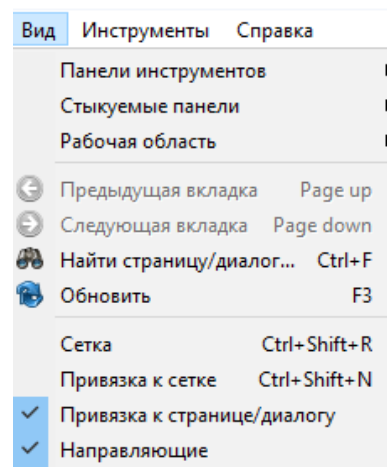 Вид Инструменты Справка
Панели инструментов
Стыкуемые панели
Рабочая область
Предыдущая вкладка Page up
Следующая вкладка Page down
Найти страницу/диалог... Ctrl+F
Обновить F3
Сетка Ctrl+Shift+R
Привязка к сетке Ctrl+Shift+N
Привязка к странице/диалогу
Направляющие